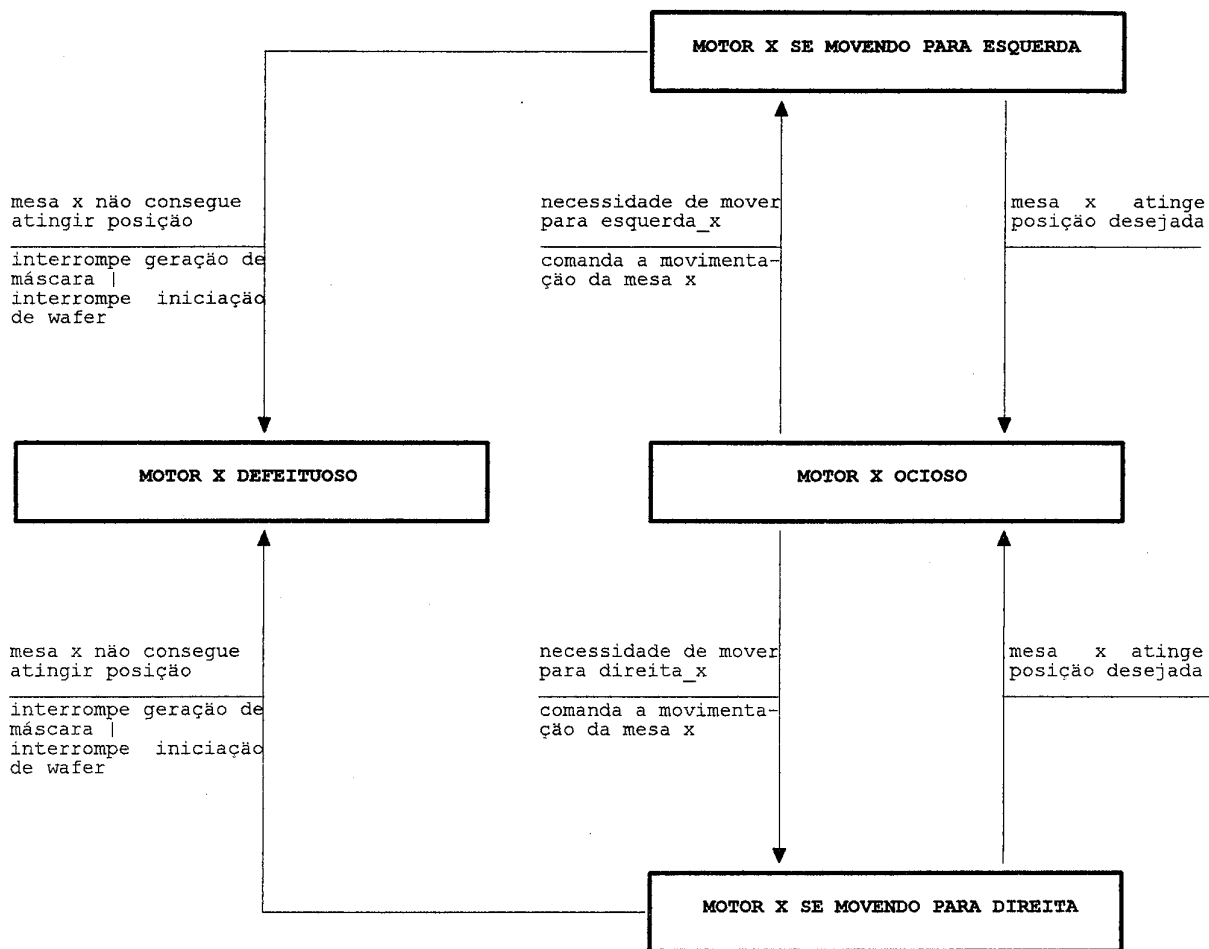 MOTOR X SE MOVENDO PARA ESQUERDA
mesa x não consegue
atingir posição
interrompe geração de
máscara |
interrompe iniciação
de wafer
necessidade de mover
para esquerda_x
comanda a movimenta-
ção da mesa x
mesa x atinge
posição desejada
MOTOR X DEFEITUOSO
MOTOR X OCIOSO
mesa x não consegue
atingir posição
interrompe geração de
máscara |
interrompe iniciação
de wafer
necessidade de mover
para direita_x
comanda a movimenta-
ção da mesa x
mesa x atinge
posição desejada
MOTOR X SE MOVENDO PARA DIREITA